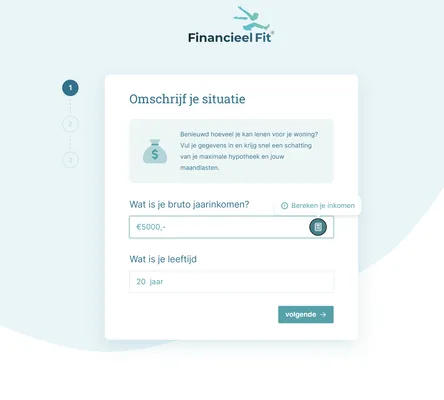 Financieel Fit®
1
Omschrijf je situatie
Benieuwd hoeveel je kan lenen voor je woning?
Vul je gegevens in en krijg snel een schatting
van je maximale hypotheek en jouw
maandlasten.
2
3
Wat is je bruto jaarinkomen?
Bereken je inkomen
€5000,-
Wat is je leeftijd
20 jaar
volgende